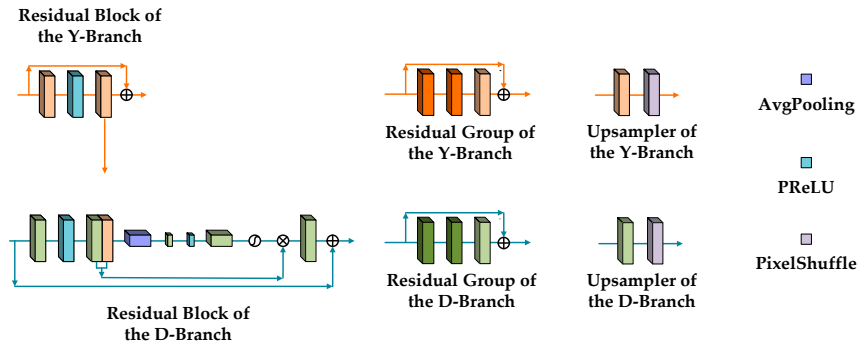 Residual Block of
the Y-Branch
Residual Group of
the Y-Branch
Upsampler of
the Y-Branch
AvgPooling
PReLU
PixelShuffle
Residual Block of
the D-Branch
Residual Group of
the D-Branch
Upsampler of
the D-Branch